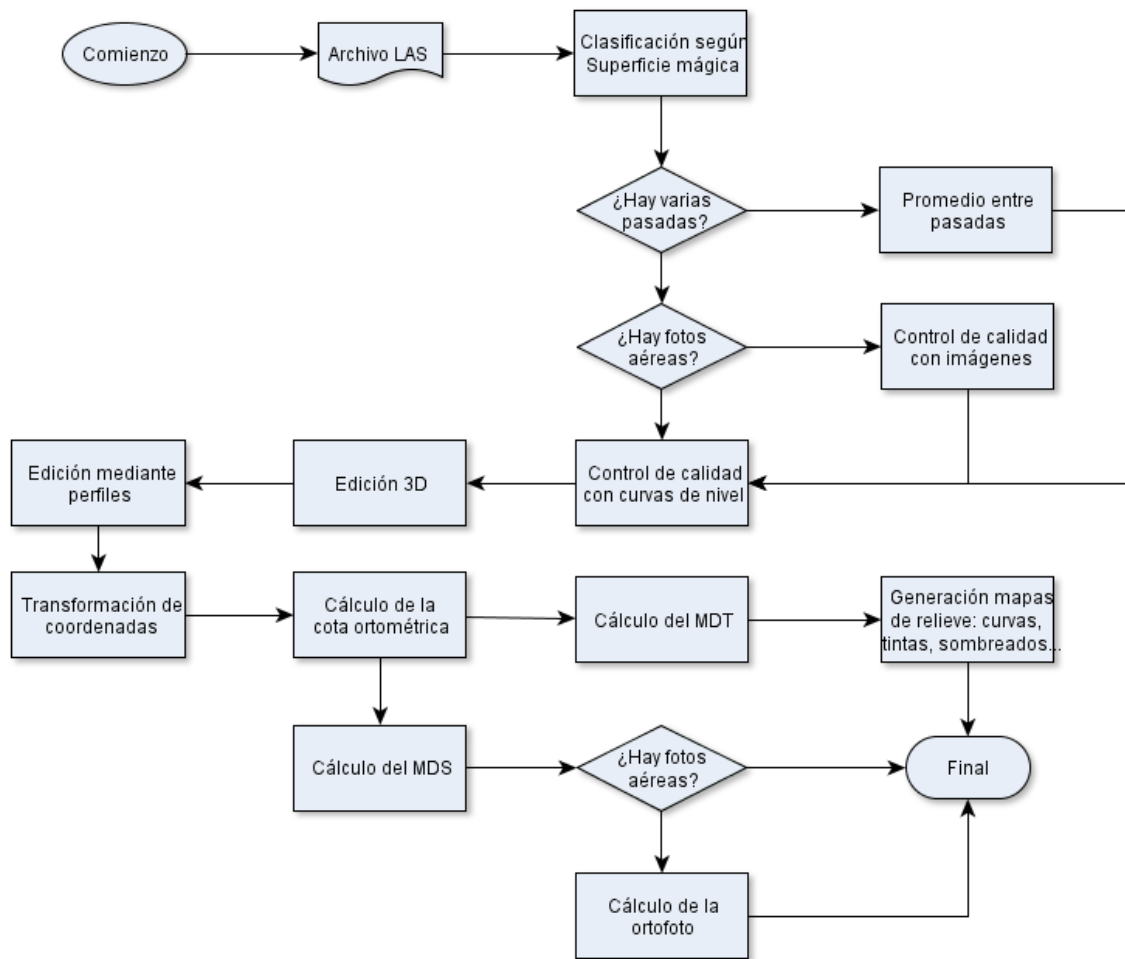 Comienzo
Archivo LAS
Clasificación según
Superficie mágica
¿Hay varias
pasadas?
Promedio entre
pasadas
¿Hay fotos
aéreas?
Control de calidad
con imágenes
Edición mediante
perfiles
Edición 3D
Control de calidad
con curvas de nivel
Transformación de
coordenadas
Cálculo de la
cota ortométrica
Cálculo del MDT
Generación mapas
de relieve: curvas,
tintas, sombreados...
Cálculo del MDS
¿Hay fotos
aéreas?
Final
Cálculo de la
ortofoto